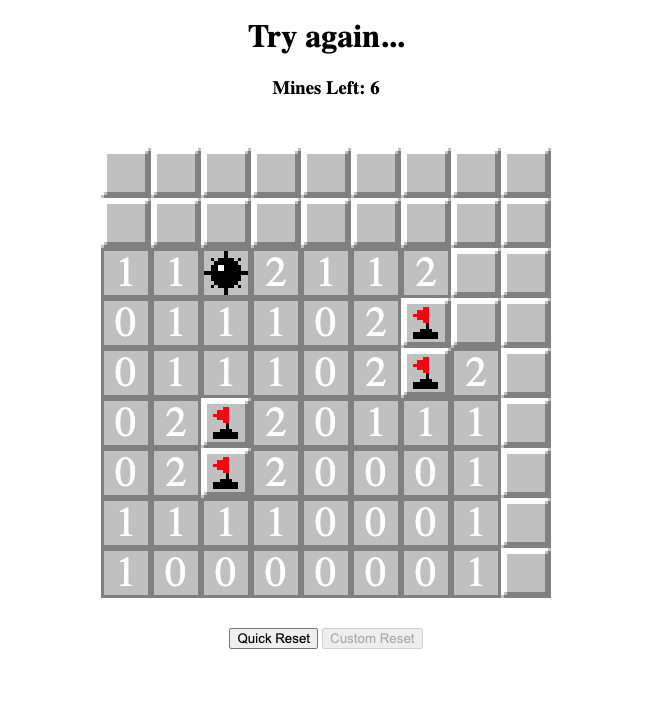 Try again...
Mines Left: 6
1 1 2 1 1 2
0 1 1 1 0 2
0 1 1 1 0 2 2
0 2 2 0 1 1 1
0 2 2 0 0 0 1
1 1 1 1 0 0 0 1
1 0 0 0 0 0 0 1
Quick Reset Custom Reset